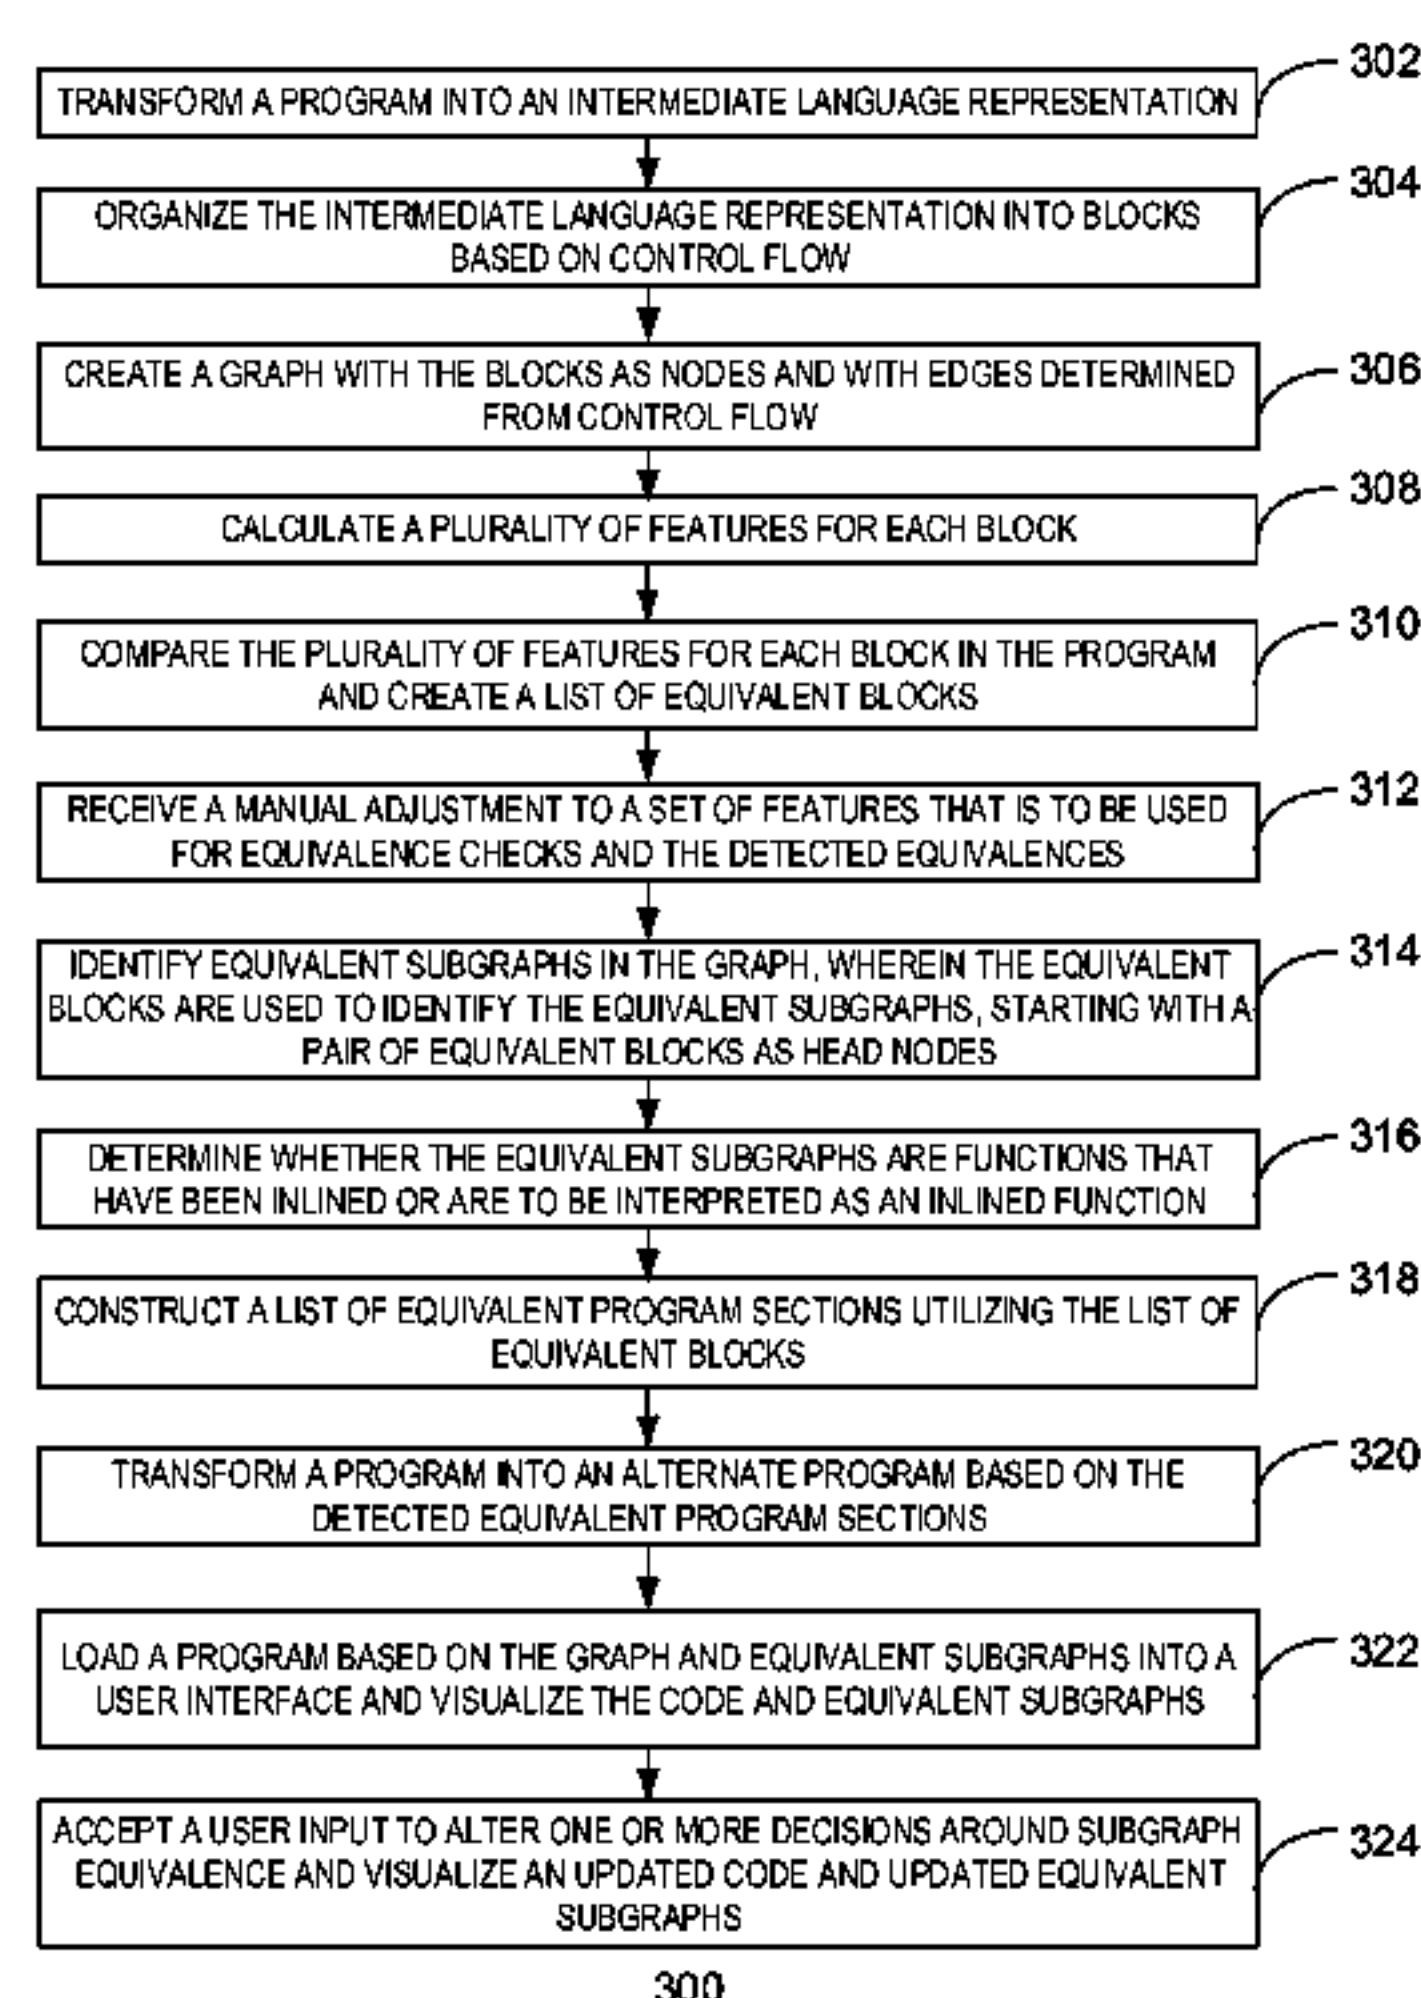 302
TRANSFORM A PROGRAM INTO AN INTERMEDIATE LANGUAGE REPRESENTATION
304
ORGANIZE THE INTERMEDIATE LANGUAGE REPRESENTATION INTO BLOCKS
BASED ON CONTROL FLOW
306
CREATE A GRAPH WITH THE BLOCKS AS NODES AND WITH EDGES DETERMINED
FROM CONTROL FLOW
308
CALCULATE A PLURALITY OF FEATURES FOR EACH BLOCK
310
COMPARE THE PLURALITY OF FEATURES FOR EACH BLOCK IN THE PROGRAM
AND CREATE A LIST OF EQUIVALENT BLOCKS
312
RECEIVE A MANUAL ADJUSTMENT TO A SET OF FEATURES THAT IS TO BE USED
FOR EQUIVALENCE CHECKS AND THE DETECTED EQUIVALENCES
314
IDENTIFY EQUIVALENT SUBGRAPHS IN THE GRAPH, WHEREIN THE EQUIVALENT
BLOCKS ARE USED TO IDENTIFY THE EQUIVALENT SUBGRAPHS, STARTING WITH A
PAIR OF EQUIVALENT BLOCKS AS HEAD NODES
316
DETERMINE WHETHER THE EQUIVALENT SUBGRAPHS ARE FUNCTIONS THAT
HAVE BEEN INLINED OR ARE TO BE INTERPRETED AS AN INLINED FUNCTION
318
CONSTRUCT A LIST OF EQUIVALENT PROGRAM SECTIONS UTILIZING THE LIST OF
EQUIVALENT BLOCKS
320
TRANSFORM A PROGRAM INTO AN ALTERNATE PROGRAM BASED ON THE
DETECTED EQUIVALENT PROGRAM SECTIONS
322
LOAD A PROGRAM BASED ON THE GRAPH AND EQUIVALENT SUBGRAPHS INTO A
USER INTERFACE AND VISUALIZE THE CODE AND EQUIVALENT SUBGRAPHS
324
ACCEPT A USER INPUT TO ALTER ONE OR MORE DECISIONS AROUND SUBGRAPH
EQUIVALENCE AND VISUALIZE AN UPDATED CODE AND UPDATED EQUIVALENT
SUBGRAPHS
300